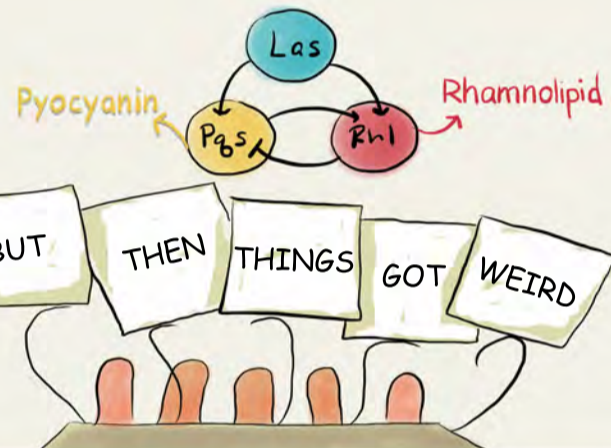 Las
Pyocyanin
Rhamnolipid
Pqs
Rhl
BUT THEN THINGS GOT WEIRD